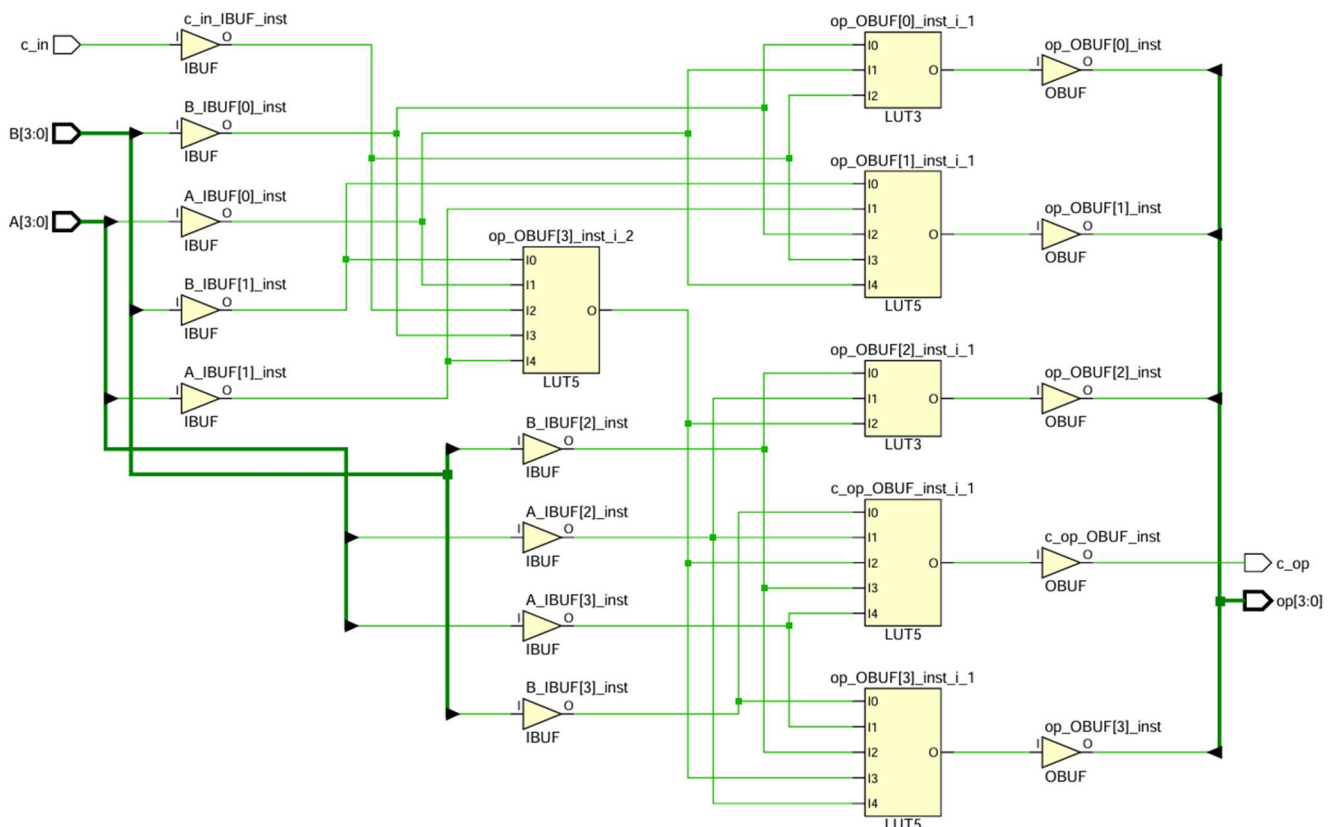 c_in
c_in_IBUF_inst
I
O
IBUF
B[3:0]
B_IBUF[0]_inst
I
O
IBUF
A[3:0]
A_IBUF[0]_inst
I
O
IBUF
B_IBUF[1]_inst
I
O
IBUF
A_IBUF[1]_inst
I
O
IBUF
op_OBUF[3]_inst_i_2
I0
I1
I2
I3
I4
O
LUT5
B_IBUF[2]_inst
I
O
IBUF
A_IBUF[2]_inst
I
O
IBUF
A_IBUF[3]_inst
I
O
IBUF
B_IBUF[3]_inst
I
O
IBUF
op_OBUF[0]_inst_i_1
I0
I1
I2
O
LUT3
op_OBUF[1]_inst_i_1
I0
I1
I2
I3
I4
O
LUT5
op_OBUF[2]_inst_i_1
I0
I1
I2
O
LUT3
c_op_OBUF_inst_i_1
I0
I1
I2
I3
I4
O
LUT5
op_OBUF[3]_inst_i_1
I0
I1
I2
I3
I4
O
LUT5
op_OBUF[0]_inst
I
O
OBUF
op_OBUF[1]_inst
I
O
OBUF
op_OBUF[2]_inst
I
O
OBUF
c_op_OBUF_inst
I
O
OBUF
op_OBUF[3]_inst
I
O
OBUF
c_op
op[3:0]